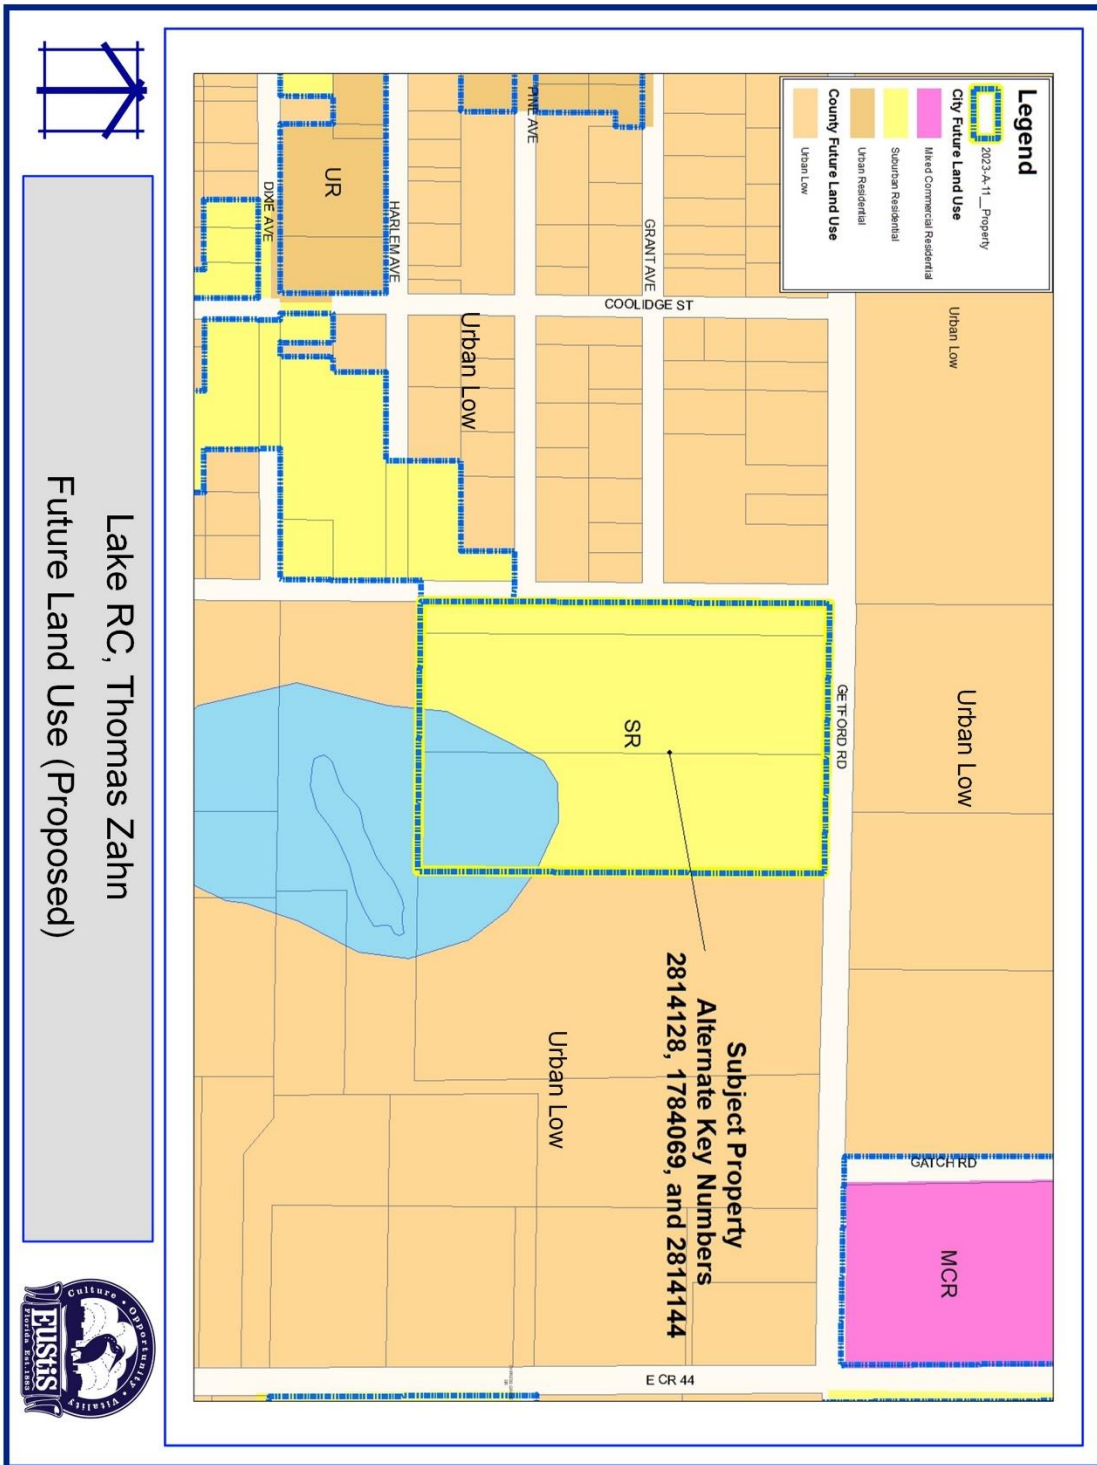 Legend
2023-A-11__Property
City Future Land Use
Mixed Commercial Residential
Suburban Residential
Urban Residential
County Future Land Use
Urban Low
Urban Low
Urban Low
GETFORD RD
GATCH RD
MCR
COOLIDGE ST
GRANT AVE
PINE AVE
HARLEM AVE
DIXIE AVE
UR
Urban Low
SR
Subject Property
Alternate Key Numbers
2814128, 1784069, and 2814144
Urban Low
E CR 44
Lake RC, Thomas Zahn
Future Land Use (Proposed)
Culture • Opportunity • Vitality
EUSTIS
Florida Est.1883